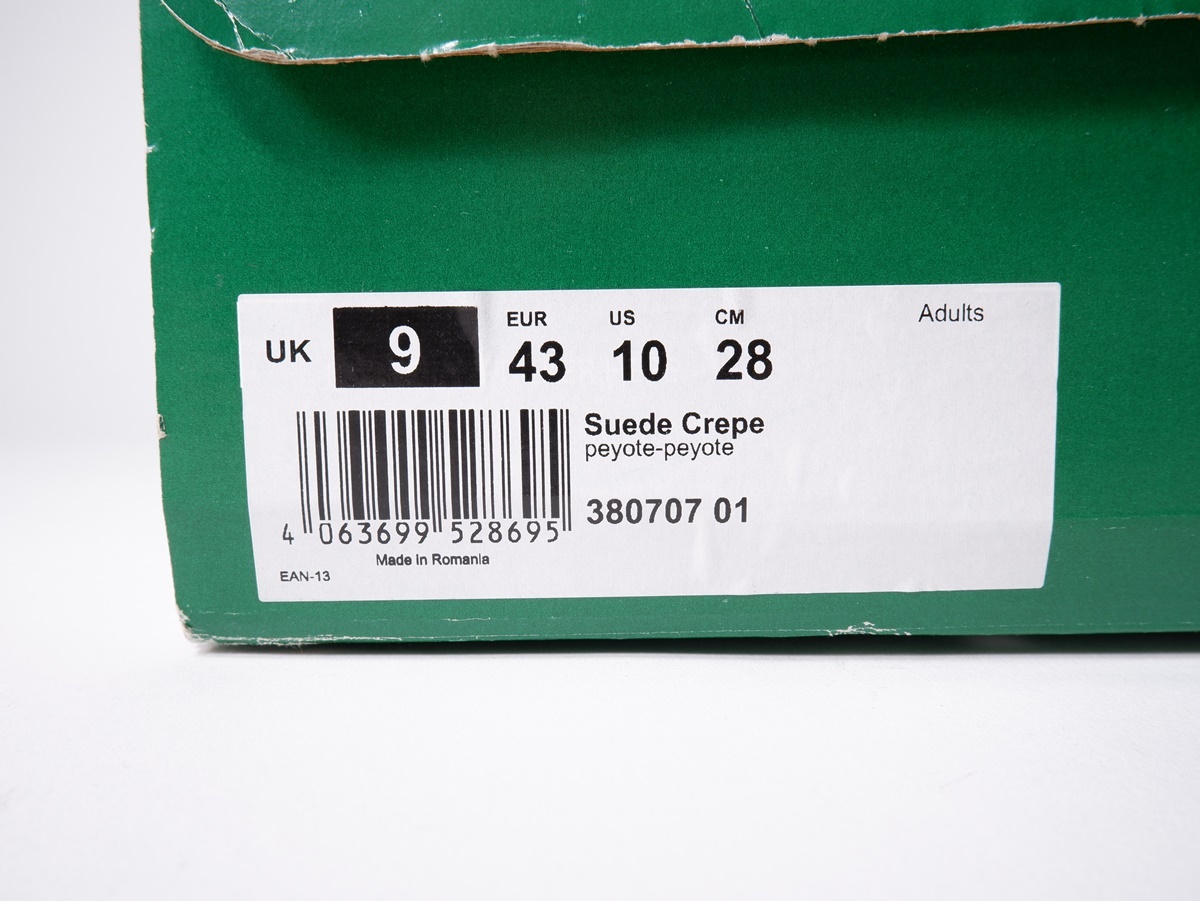 UK 9 EUR 43 US 10 CM 28 Adults
Suede Crepe
peyote-peyote
380707 01
4 063699 528695
Made in Romania
EAN-13